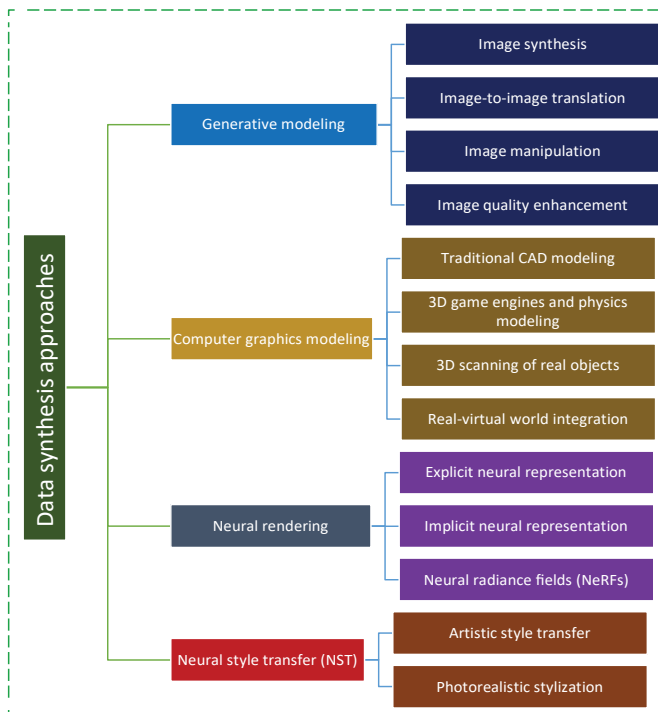 Data synthesis approaches
Generative modeling
Image synthesis
Image-to-image translation
Image manipulation
Image quality enhancement
Computer graphics modeling
Traditional CAD modeling
3D game engines and physics
modeling
3D scanning of real objects
Real-virtual world integration
Neural rendering
Explicit neural representation
Implicit neural representation
Neural radiance fields (NeRFs)
Neural style transfer (NST)
Artistic style transfer
Photorealistic stylization